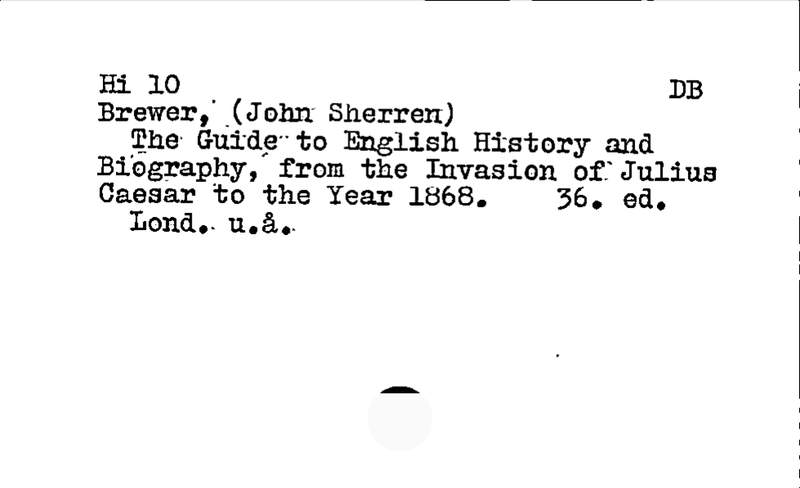 Hi 10 DB
Brewer, (John Sherren)
The Guide to English History and
Biography, from the Invasion of Julius
Caesar to the Year 1868. 36. ed.
Lond. u.å.